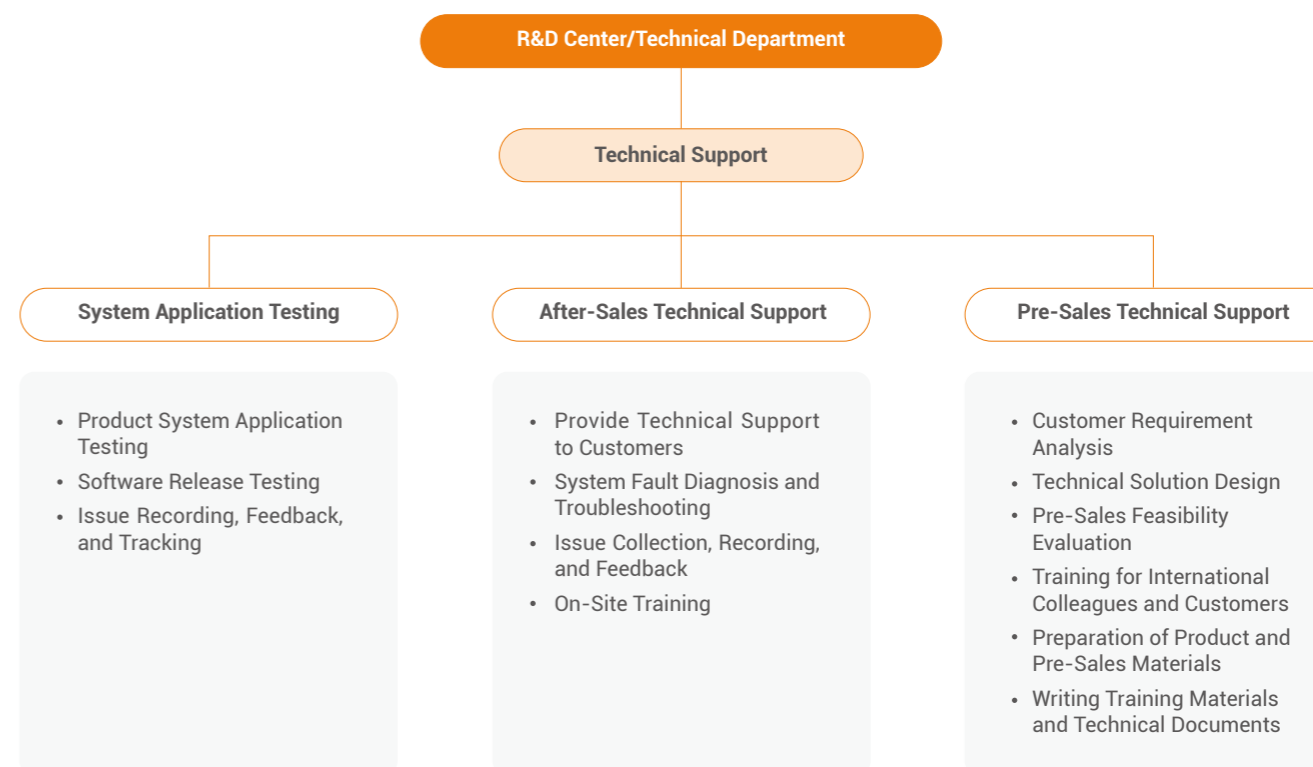 R&D Center/Technical Department
Technical Support
System Application Testing
• Product System Application
Testing
• Software Release Testing
• Issue Recording, Feedback,
and Tracking
After-Sales Technical Support
• Provide Technical Support
to Customers
• System Fault Diagnosis and
Troubleshooting
• Issue Collection, Recording,
and Feedback
• On-Site Training
Pre-Sales Technical Support
• Customer Requirement
Analysis
• Technical Solution Design
• Pre-Sales Feasibility
Evaluation
• Training for International
Colleagues and Customers
• Preparation of Product and
Pre-Sales Materials
• Writing Training Materials
and Technical Documents